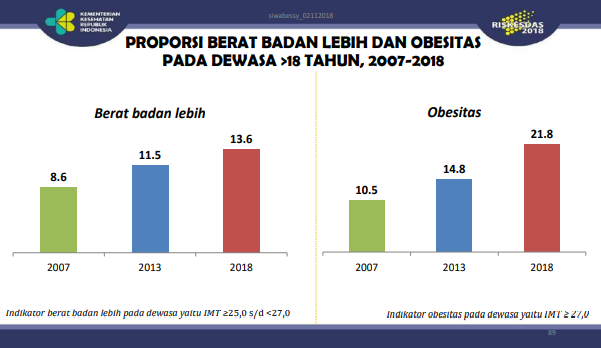 siwabessy_02112018
KEMENTERIAN
KESEHATAN
REPUBLIK
INDONESIA
RISKESDAS
2018
PROPORSI BERAT BADAN LEBIH DAN OBESITAS
PADA DEWASA >18 TAHUN, 2007-2018
Berat badan lebih
8.6
11.5
13.6
2007
2013
2018
Indikator berat badan lebih pada dewasa yaitu IMT ≥25,0 s/d <27,0
Obesitas
10.5
14.8
21.8
2007
2013
2018
Indikator obesitas pada dewasa yaitu IMT ≥ 27,0
89